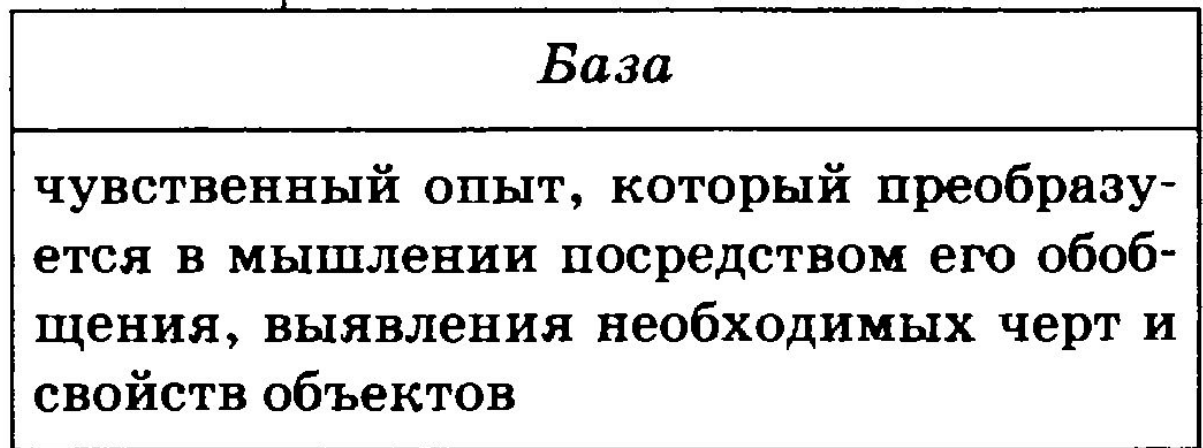 База
чувственный опыт, который преобразу-
ется в мышлении посредством его обоб-
щения, выявления необходимых черт и
свойств объектов